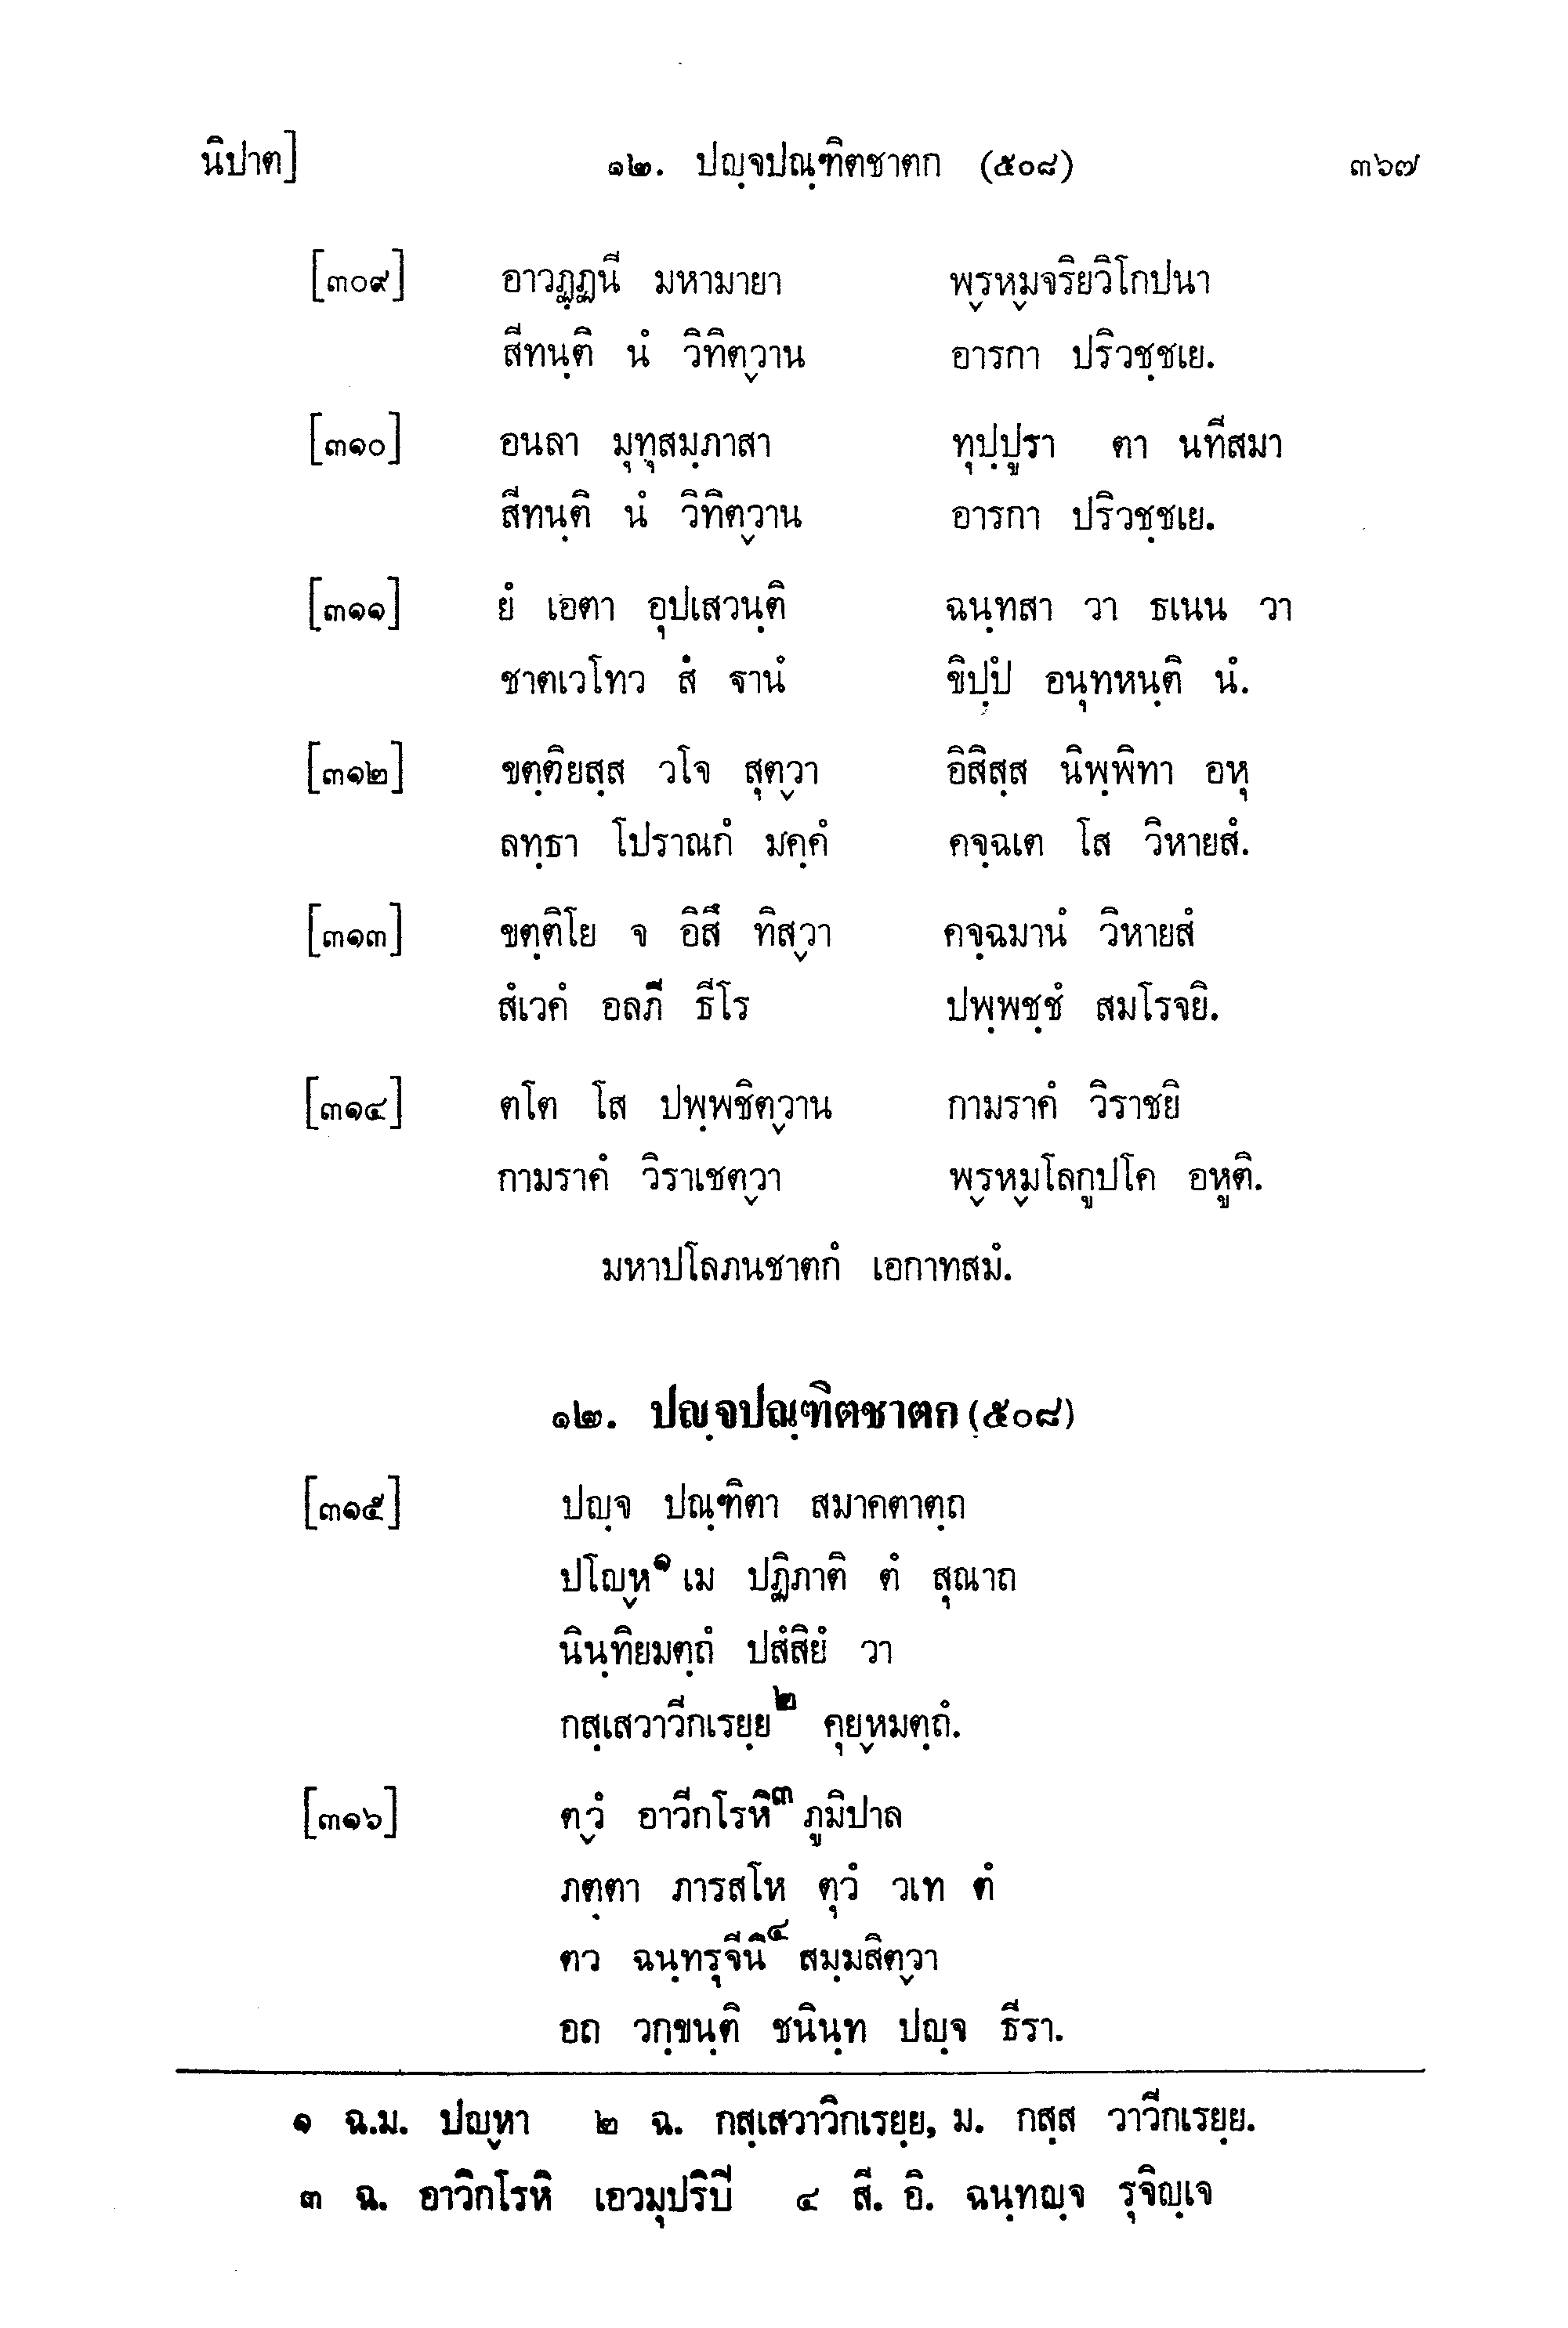 นิปาต] ๑๒. ปญฺจปณฺฑิตชาตก (๕๐๘) ๓๖๗
[๓๐๙] อาวฏฺฏนี มหามายา พฺรหฺมจริยวิโกปนา
สีทนฺติ นํ วิทิตฺวาน อารกา ปริวชฺชเย.
[๓๑๐] อนลา มุทุสมฺภาสา ทุปฺปูรา ตา นทีสมา
สีทนฺติ นํ วิทิตฺวาน อารกา ปริวชฺชเย.
[๓๑๑] ยํ เอตา อุปเสวนฺติ ฉนฺทสา วา ธเนน วา
ชาตเวโทว สํ ฐานํ ขิปฺปํ อนุทหนฺติ นํ.
[๓๑๒] ขตฺติยสฺส วโจ สุตฺวา อิสิสฺส นิพฺพิทา อหุ
ลทฺธา โปราณกํ มคฺคํ คจฺฉเต โส วิหายสํ.
[๓๑๓] ขตฺติโย จ อิสึ ทิสฺวา คจฺฉมานํ วิหายสํ
สํเวคํ อลภี ธีโร ปพฺพชฺชํ สมโรจยิ.
[๓๑๔] ตโต โส ปพฺพชิตฺวาน กามราคํ วิราชยิ
กามราคํ วิราเชตฺวา พฺรหฺมโลกูปโค อหูติ.
มหาปโลภนชาตกํ เอกาทสมํ.
๑๒. ปญฺจปณฺฑิตชาตก (๕๐๘)
[๓๑๕] ปญฺจ ปณฺฑิตา สมาคตาตฺถ
ปโญฺห๑ เม ปฏิภาติ ตํ สุณาถ
นินฺทิยมตฺถํ ปสํสิยํ วา
กสฺเสวาวีกเรยฺย๒ คุยฺหมตฺถํ.
[๓๑๖] ตฺวํ อาวีกโรหิ๓ ภูมิปาล
ภตฺตา ภารสโห ตุวํ วเท ตํ
ตว ฉนฺทรุจีนิ๔ สมฺมสิตฺวา
อถ วกฺขนฺติ ชนินฺท ปญฺจ ธีรา.
๑ ฉ.ม. ปญฺหา ๒ ฉ. กสฺเสวาวิกเรยฺย, ม. กสฺส วาวีกเรยฺย.
๓ ฉ. อาวิกโรหิ เอวมุปริปี ๔ สี. อิ. ฉนฺทญฺจ รุจิญฺเจ